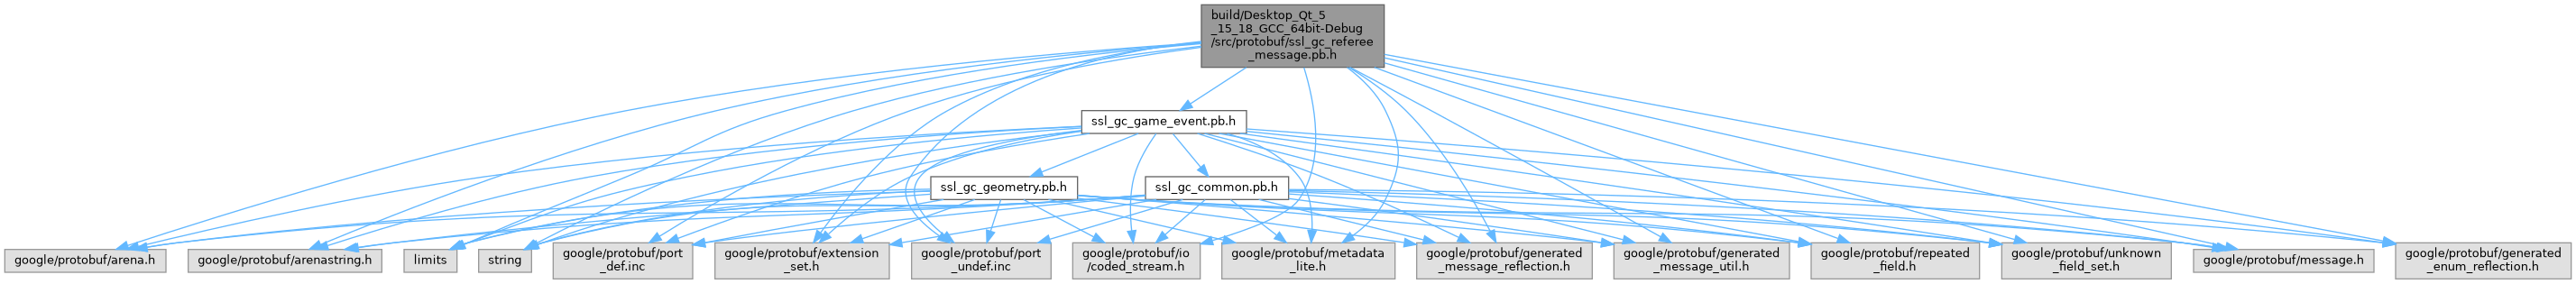 build/Desktop_Qt_5
_15_18_GCC_64bit-Debug
/src/protobuf/ssl_gc_referee
_message.pb.h
ssl_gc_game_event.pb.h
ssl_gc_geometry.pb.h
ssl_gc_common.pb.h
google/protobuf/arena.h
google/protobuf/arenastring.h
limits
string
google/protobuf/port
_def.inc
google/protobuf/extension
_set.h
google/protobuf/port
_undef.inc
google/protobuf/io
/coded_stream.h
google/protobuf/metadata
_lite.h
google/protobuf/generated
_message_reflection.h
google/protobuf/generated
_message_util.h
google/protobuf/repeated
_field.h
google/protobuf/unknown
_field_set.h
google/protobuf/message.h
google/protobuf/generated
_enum_reflection.h